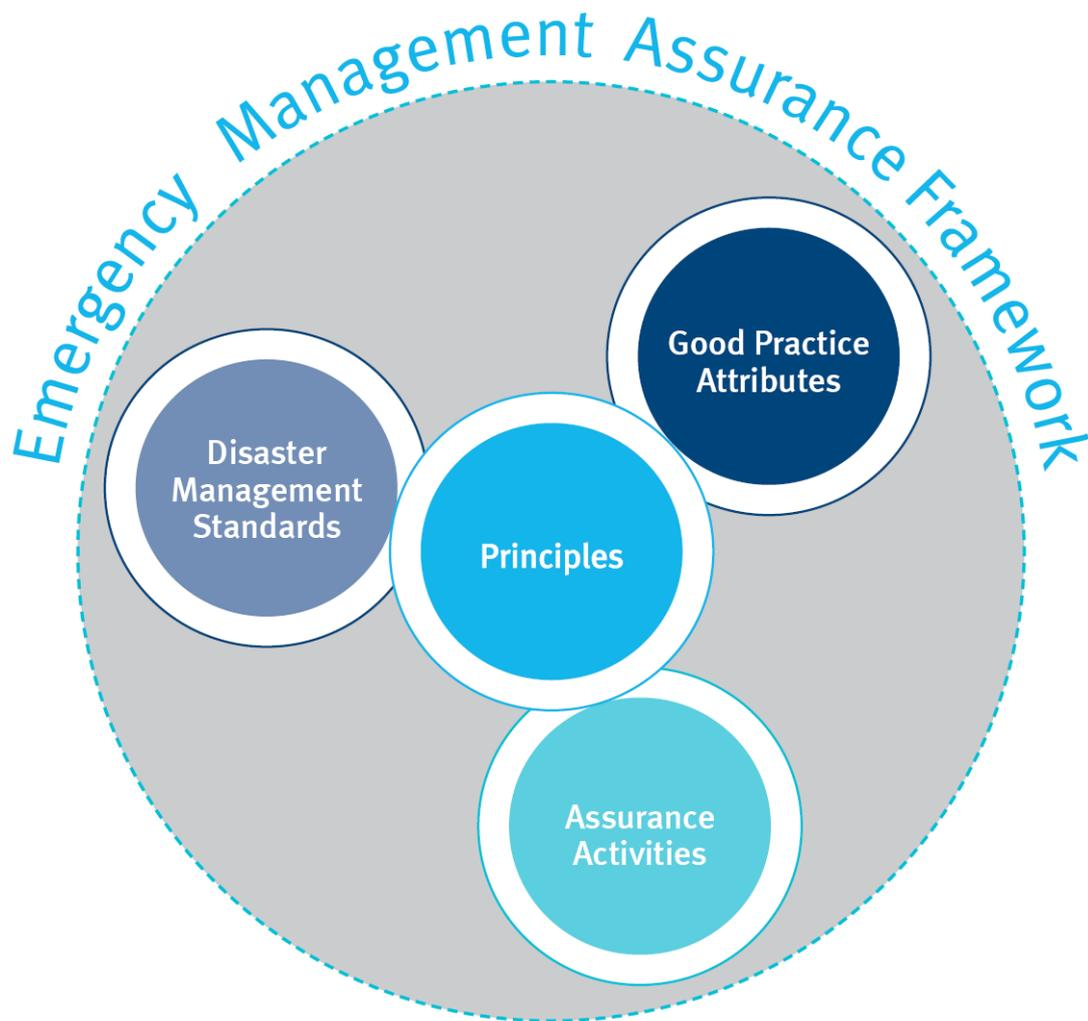 Emergency Management Assurance Framework
Good Practice
Attributes
Disaster
Management
Standards
Principles
Assurance
Activities